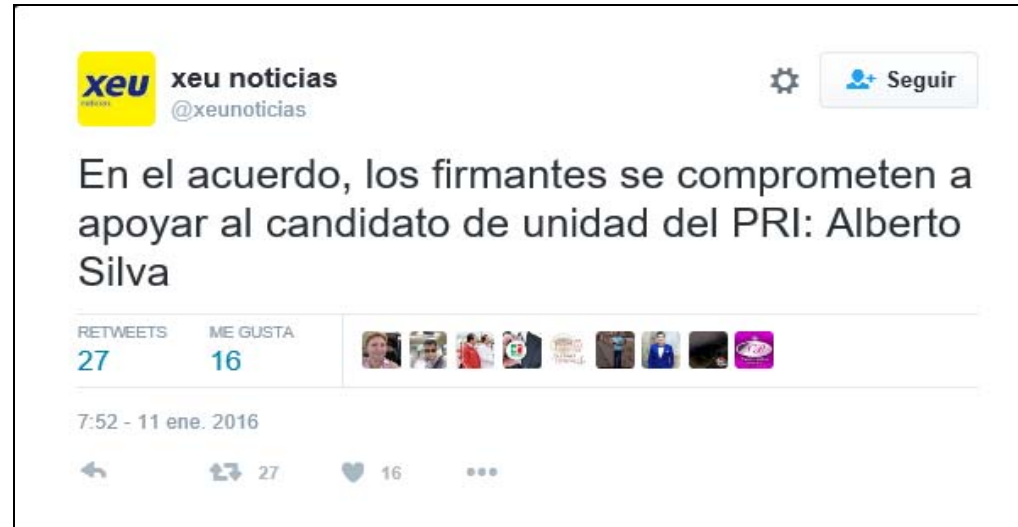 xeu
noticias
xeu noticias
@xeunoticias
Seguir
En el acuerdo, los firmantes se comprometen a
apoyar al candidato de unidad del PRI: Alberto
Silva
RETWEETS ME GUSTA
27 16
7:52 - 11 ene. 2016
27 16